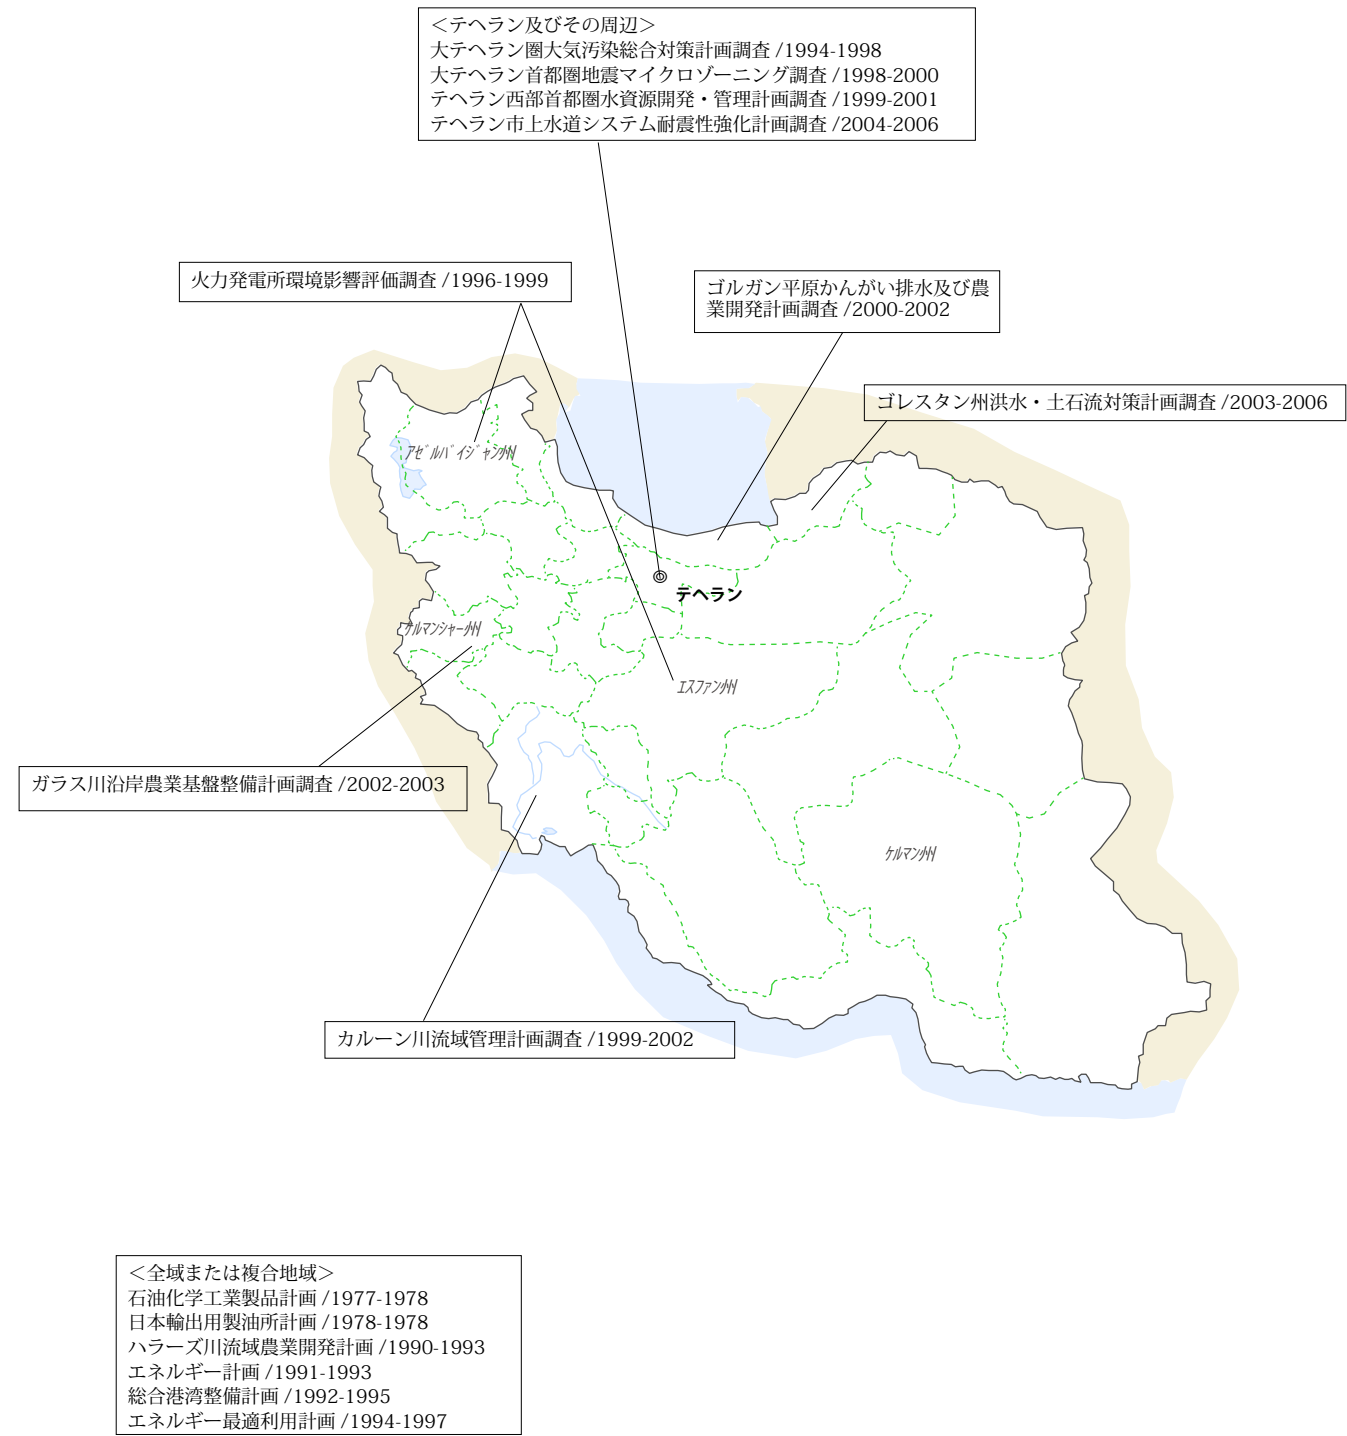 ＜テヘラン及びその周辺＞
大テヘラン圏大気汚染総合対策計画調査 /1994-1998
大テヘラン首都圏地震マイクロゾーニング調査 /1998-2000
テヘラン西部首都圏水資源開発・管理計画調査 /1999-2001
テヘラン市上水道システム耐震性強化計画調査 /2004-2006
火力発電所環境影響評価調査 /1996-1999
ゴルガン平原かんがい排水及び農
業開発計画調査 /2000-2002
ゴレスタン州洪水・土石流対策計画調査 /2003-2006
アゼルバイジャン州
テヘラン
ケルマンシャー州
エスファン州
ガラス川沿岸農業基盤整備計画調査 /2002-2003
ケルマン州
カルーン川流域管理計画調査 /1999-2002
＜全域または複合地域＞
石油化学工業製品計画 /1977-1978
日本輸出用製油所計画 /1978-1978
ハラーズ川流域農業開発計画 /1990-1993
エネルギー計画 /1991-1993
総合港湾整備計画 /1992-1995
エネルギー最適利用計画 /1994-1997